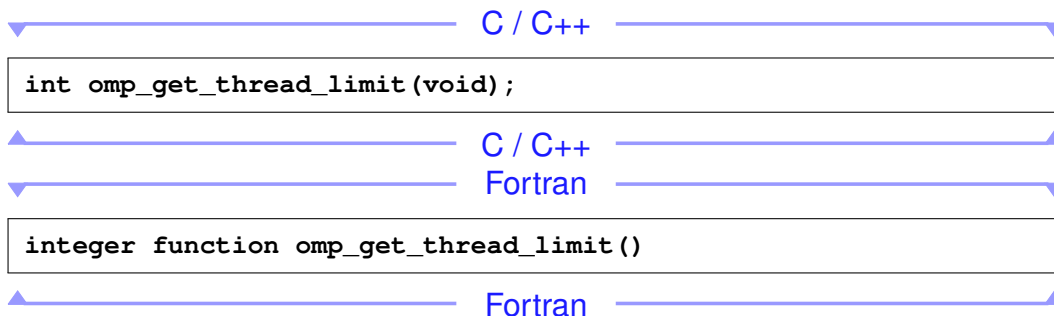 C / C++
int omp_get_thread_limit(void);
C / C++
Fortran
integer function omp_get_thread_limit()
Fortran